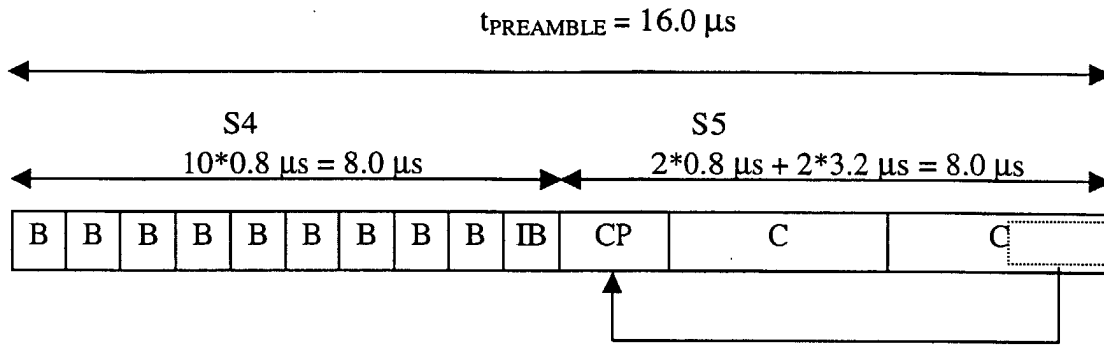 tPREAMBLE = 16.0 µs
S4 S5
10*0.8 µs = 8.0 µs 2*0.8 µs + 2*3.2 µs = 8.0 µs
B B B B B B B B B IB CP C C